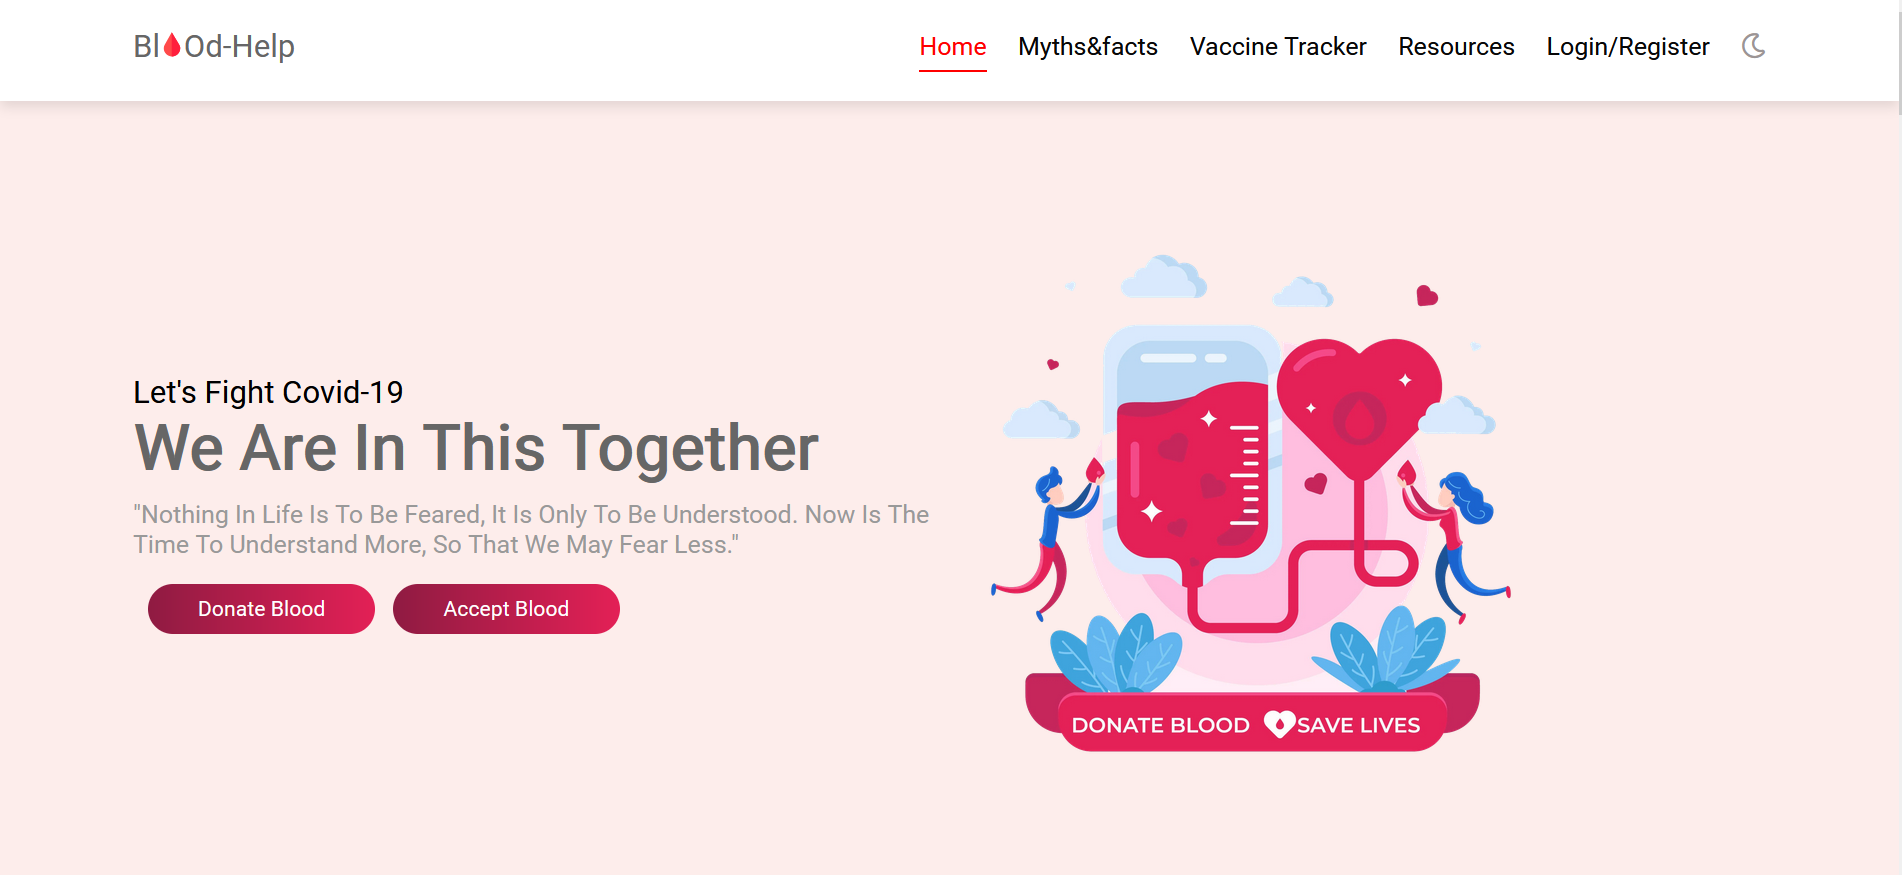 BlOd-Help
Home Myths&facts Vaccine Tracker Resources Login/Register
Let's Fight Covid-19
We Are In This Together
"Nothing In Life Is To Be Feared, It Is Only To Be Understood. Now Is The
Time To Understand More, So That We May Fear Less."
Donate Blood Accept Blood
DONATE BLOOD SAVE LIVES